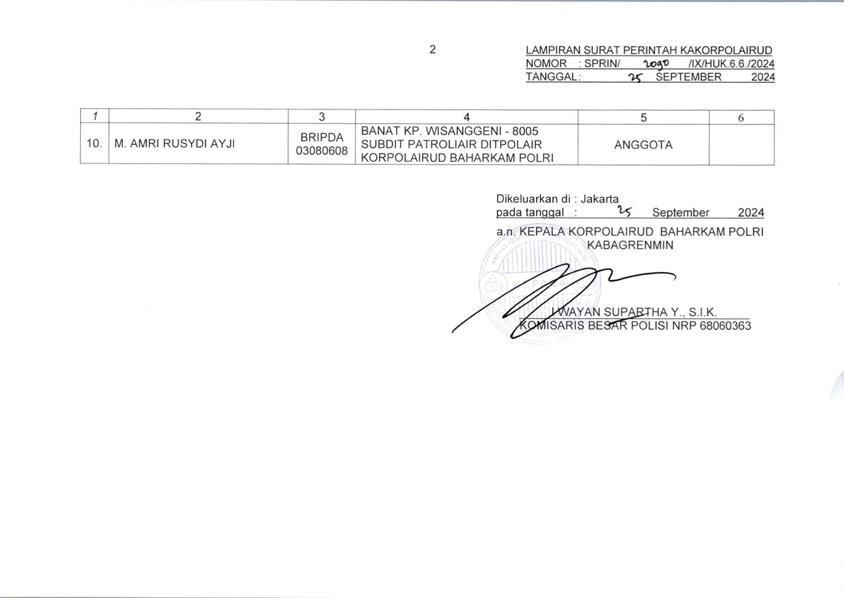 2
LAMPIRAN SURAT PERINTAH KAKORPOLAIRUD
NOMOR : SPRIN/ 2090 /IX/HUK.6.6./2024
TANGGAL: 25 SEPTEMBER 2024
1 2 3 4 5 6
10. M. AMRI RUSYDI AYJI BRIPDA 03080608 BANAT KP. WISANGGENI - 8005 SUBDIT PATROLIAIR DITPOLAIR KORPOLAIRUD BAHARKAM POLRI ANGGOTA
Dikeluarkan di : Jakarta
pada tanggal : 25 September 2024
a.n. KEPALA KORPOLAIRUD BAHARKAM POLRI
KABAGRENMIN
I WAYAN SUPARTHA Y., S.I.K.
KOMISARIS BESAR POLISI NRP 68060363